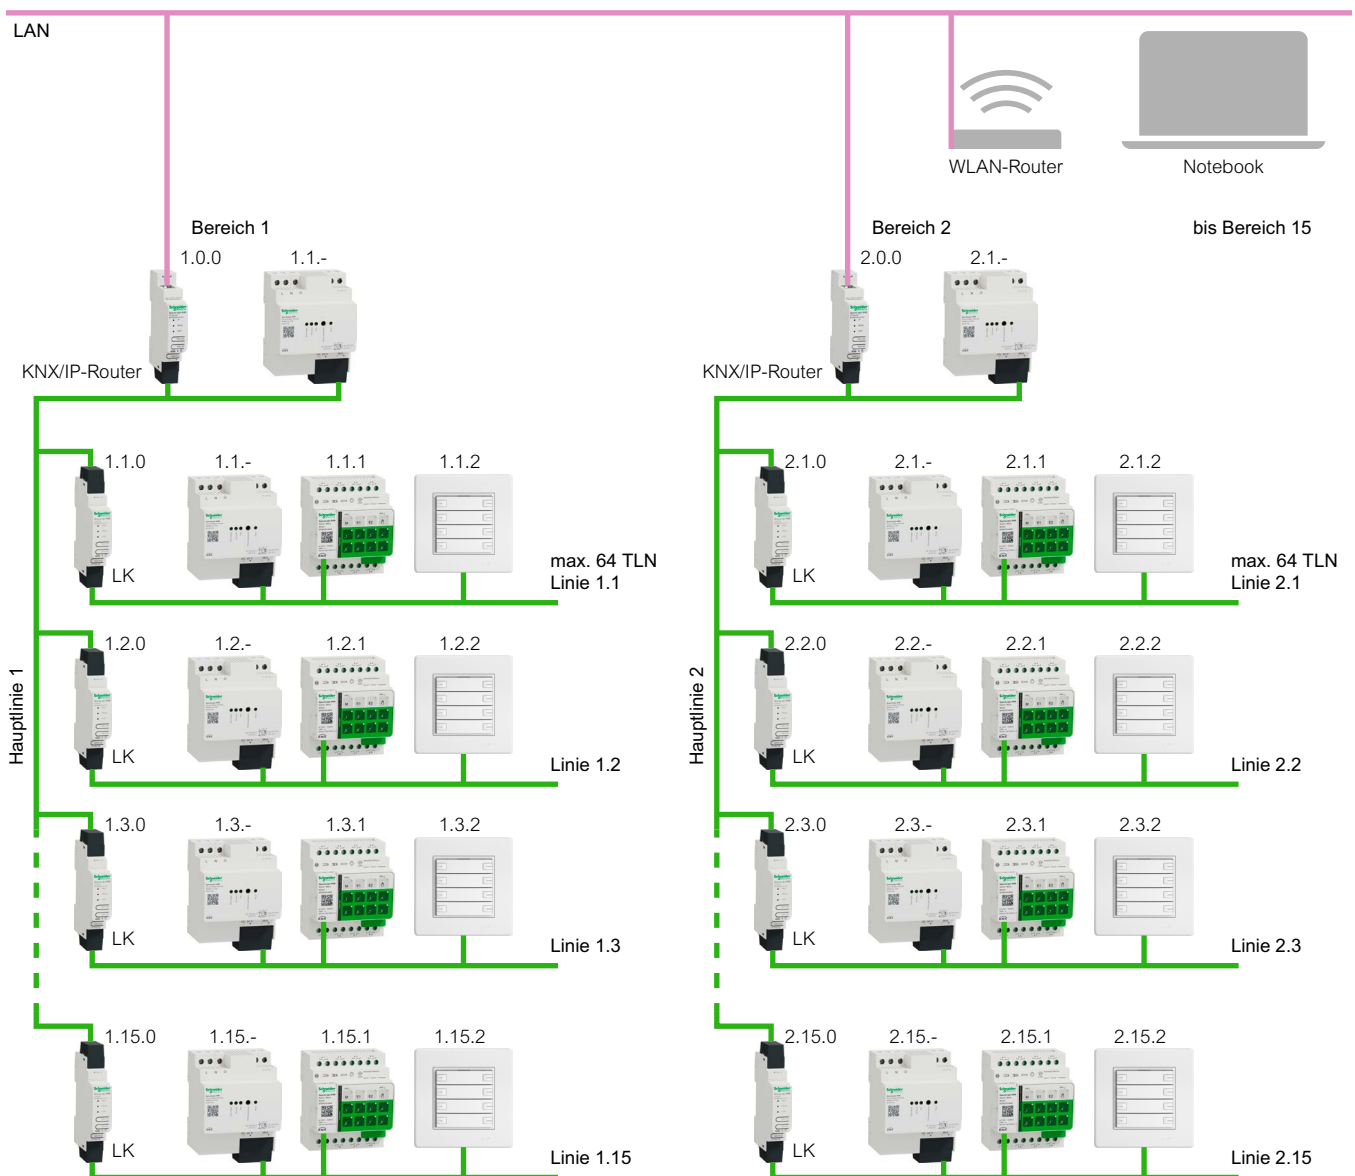 LAN
WLAN-Router
Notebook
Bereich 1
Bereich 2
bis Bereich 15
1.0.0
1.1.-
2.0.0
2.1.-
KNX/IP-Router
KNX/IP-Router
Hauptlinie 1
1.1.0
1.1.-
1.1.1
1.1.2
LK
max. 64 TLN
Linie 1.1
1.2.0
1.2.-
1.2.1
1.2.2
LK
Linie 1.2
1.3.0
1.3.-
1.3.1
1.3.2
LK
Linie 1.3
1.15.0
1.15.-
1.15.1
1.15.2
LK
Linie 1.15
Hauptlinie 2
2.1.0
2.1.-
2.1.1
2.1.2
LK
max. 64 TLN
Linie 2.1
2.2.0
2.2.-
2.2.1
2.2.2
LK
Linie 2.2
2.3.0
2.3.-
2.3.1
2.3.2
LK
Linie 2.3
2.15.0
2.15.-
2.15.1
2.15.2
LK
Linie 2.15